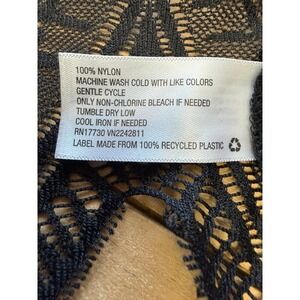 100% NYLON
MACHINE WASH COLD WITH LIKE COLORS
GENTLE CYCLE
ONLY NON-CHLORINE BLEACH IF NEEDED
TUMBLE DRY LOW
COOL IRON IF NEEDED
RN17730 VN2242811
LABEL MADE FROM 100% RECYCLED PLASTIC